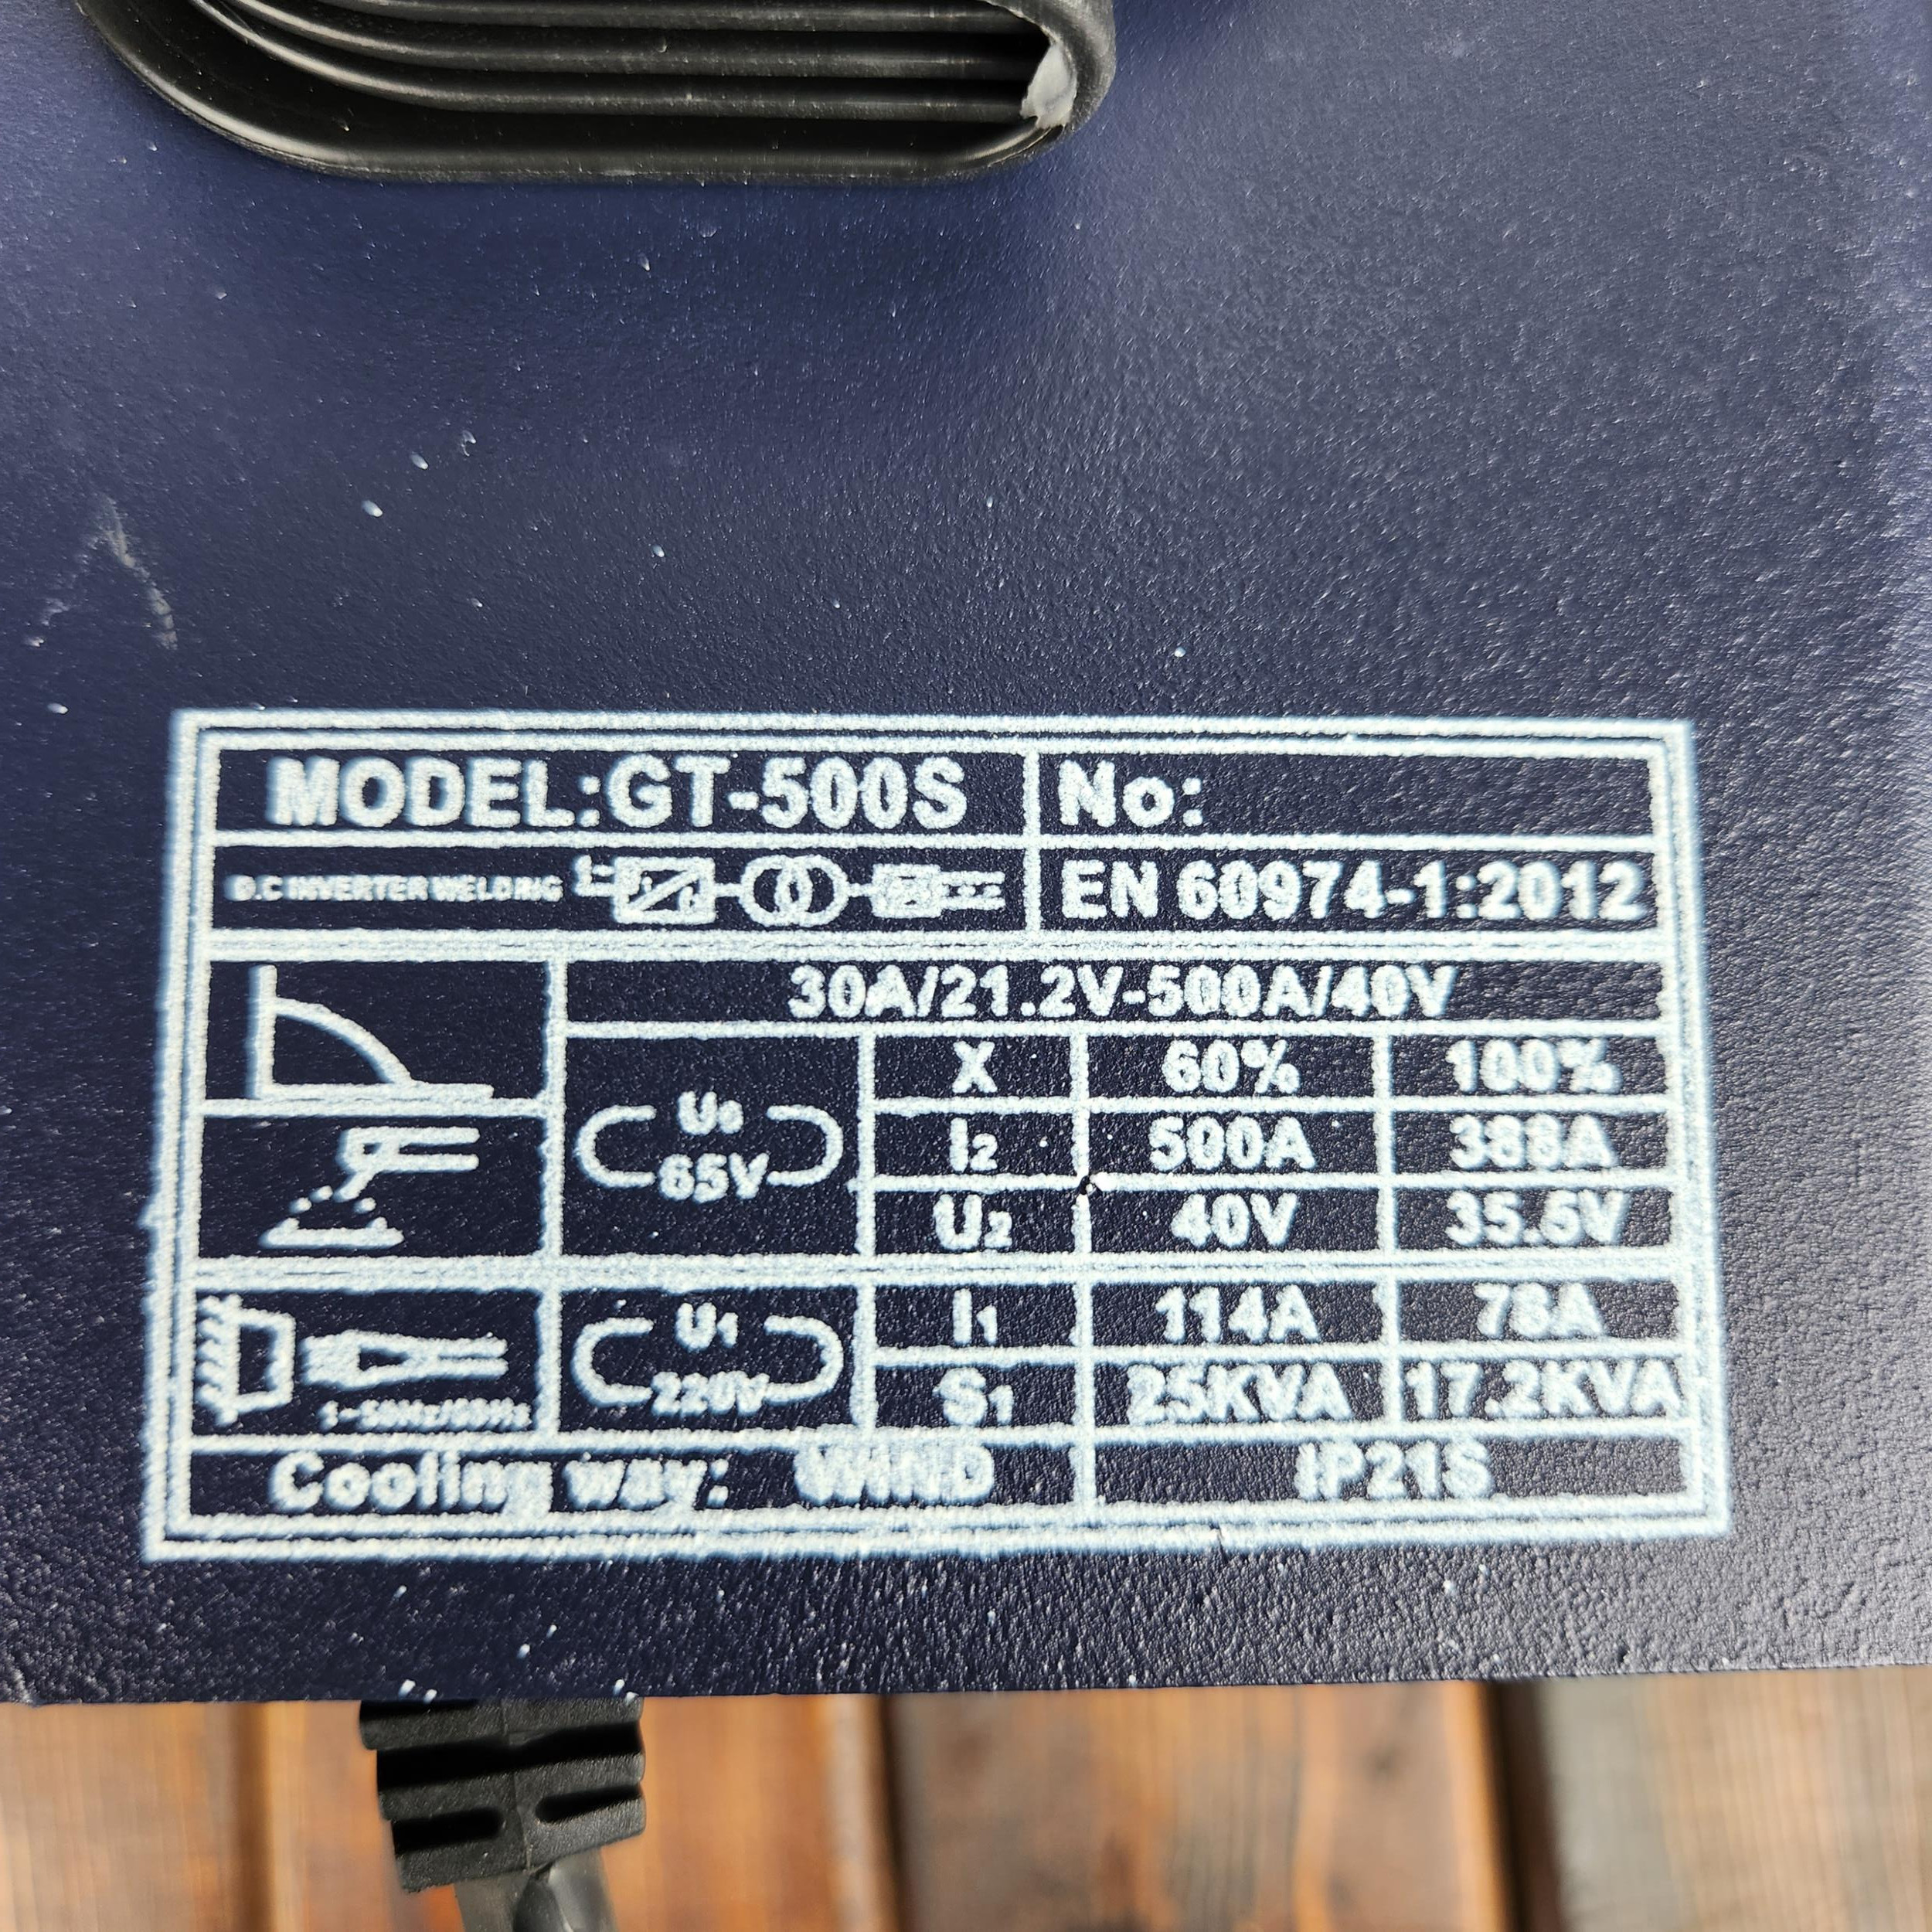 MODEL:GT-500S No:
D.C INVERTER WELDING EN 60974-1:2012
30A/21.2V-500A/40V
X 60% 100%
U₀ 65V
I₂ 500A 388A
U₂ 40V 35.5V
U₁ 220V
I₁ 114A 78A
S₁ 25KVA 17.2KVA
1~50Hz/60Hz
Cooling way: WIND IP21S